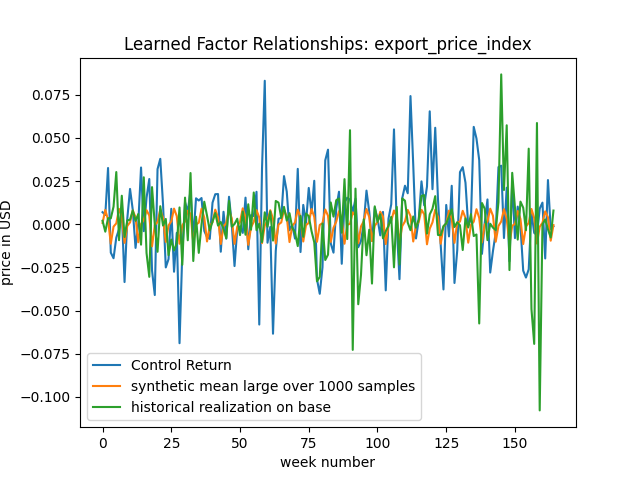 Learned Factor Relationships: export_price_index
price in USD
0.075
0.050
0.025
0.000
−0.025
−0.050
−0.075
−0.100
Control Return
synthetic mean large over 1000 samples
historical realization on base
0 25 50 75 100 125 150
week number